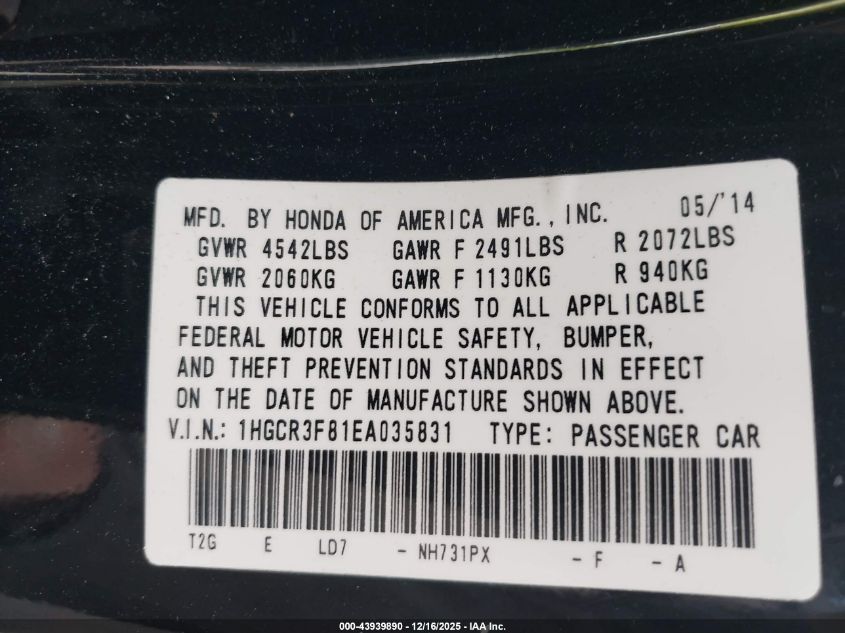 MFD. BY HONDA OF AMERICA MFG., INC. 05/'14
GVWR 4542LBS GAWR F 2491LBS R 2072LBS
GVWR 2060KG GAWR F 1130KG R 940KG
THIS VEHICLE CONFORMS TO ALL APPLICABLE
FEDERAL MOTOR VEHICLE SAFETY, BUMPER,
AND THEFT PREVENTION STANDARDS IN EFFECT
ON THE DATE OF MANUFACTURE SHOWN ABOVE.
V.I.N.: 1HGCR3F81EA035831 TYPE: PASSENGER CAR
T2G E LD7 - NH731PX - F - A
000-43939890 - 12/16/2025 - IAA Inc.